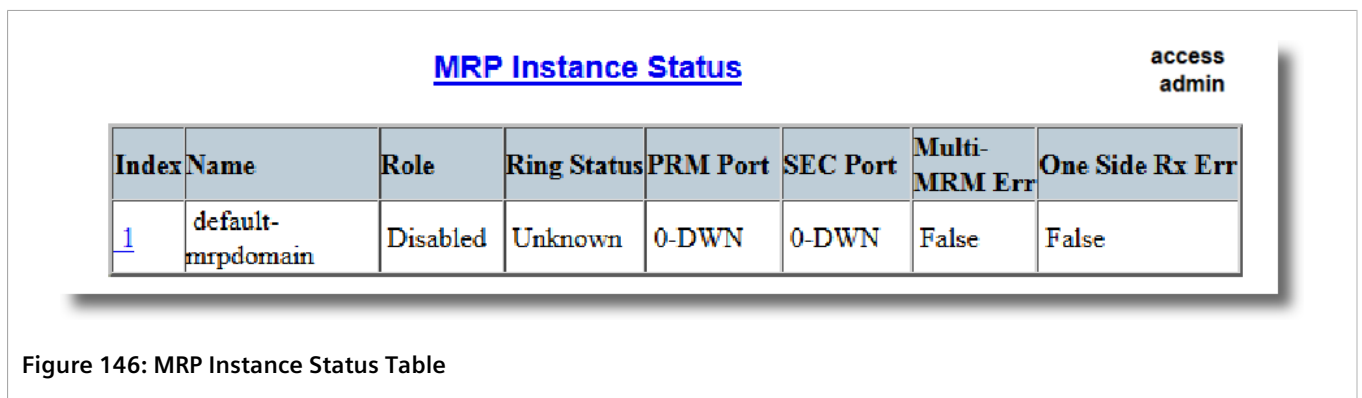 MRP Instance Status
access
admin
Index Name Role Ring Status PRM Port SEC Port Multi-MRM Err One Side Rx Err
1 default-mrpdomain Disabled Unknown 0-DWN 0-DWN False False
Figure 146: MRP Instance Status Table